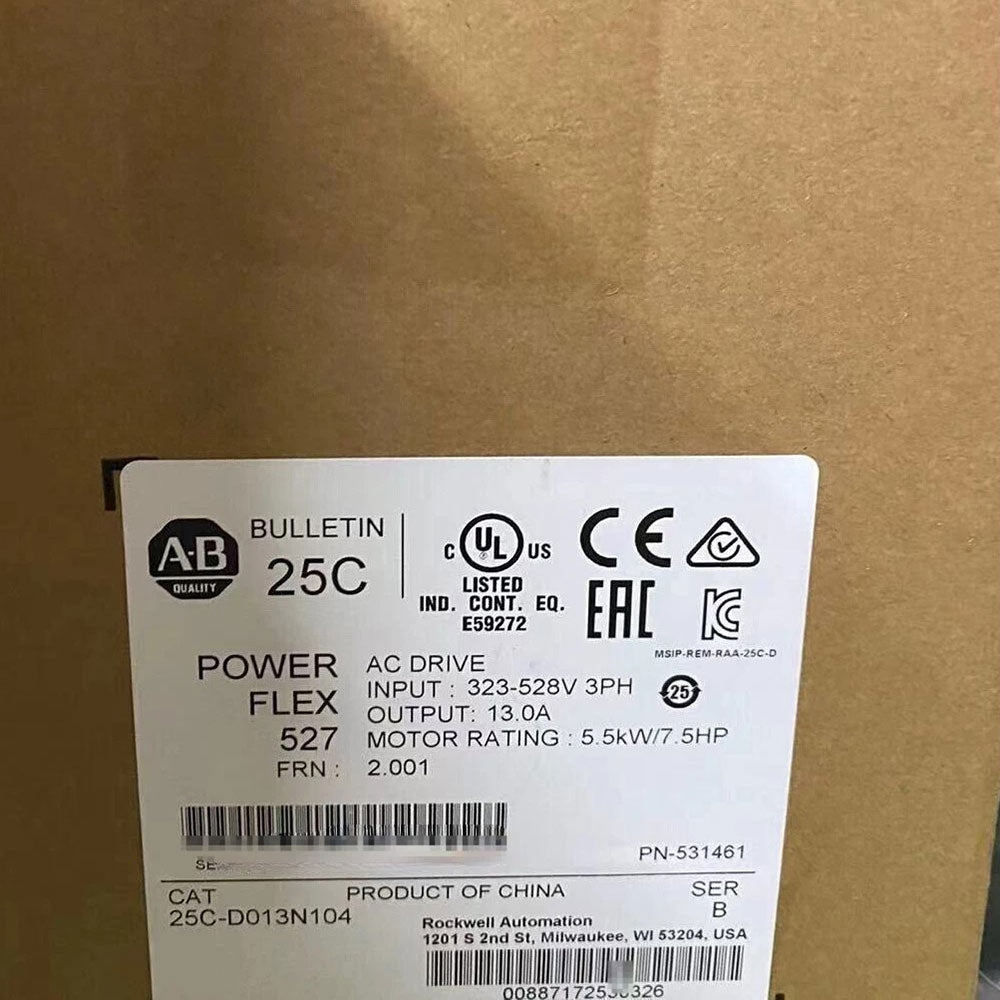 A-B
QUALITY
BULLETIN
25C
C UL US
LISTED
IND. CONT. EQ.
E59272
CE
EAC
KC
MSIP-REM-RAA-25C-D
POWER
FLEX
527
AC DRIVE
INPUT : 323-528V 3PH
25
OUTPUT: 13.0A
MOTOR RATING : 5.5kW/7.5HP
FRN : 2.001
PN-531461
CAT
25C-D013N104
PRODUCT OF CHINA
SER
B
Rockwell Automation
1201 S 2nd St, Milwaukee, WI 53204, USA